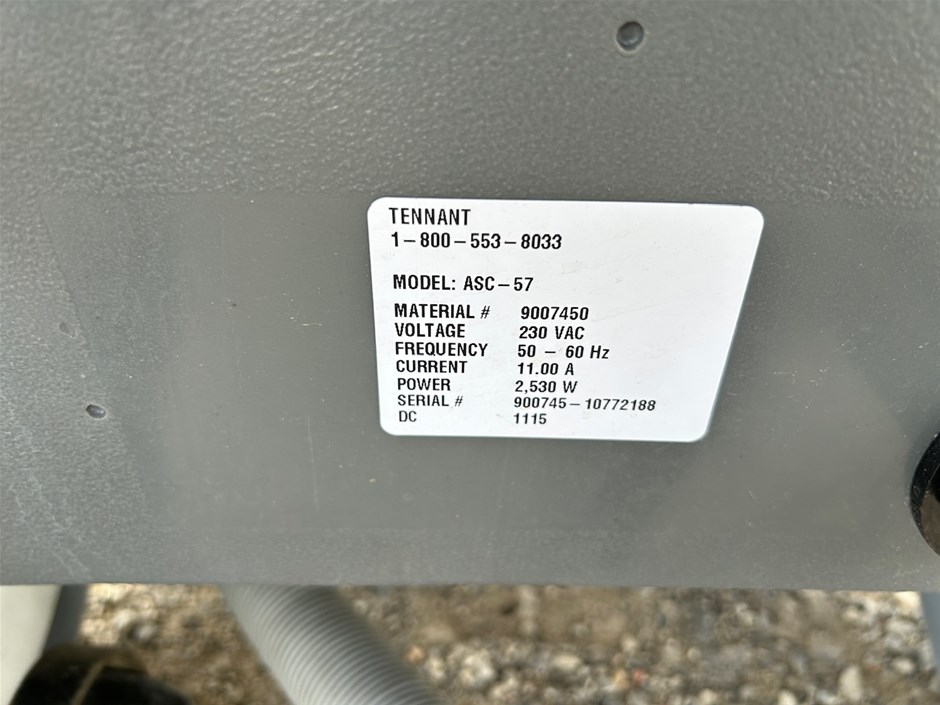 TENNANT
1-800-553-8033
MODEL: ASC-57
MATERIAL # 9007450
VOLTAGE 230 VAC
FREQUENCY 50 - 60 Hz
CURRENT 11.00 A
POWER 2,530 W
SERIAL # 900745-10772188
DC 1115